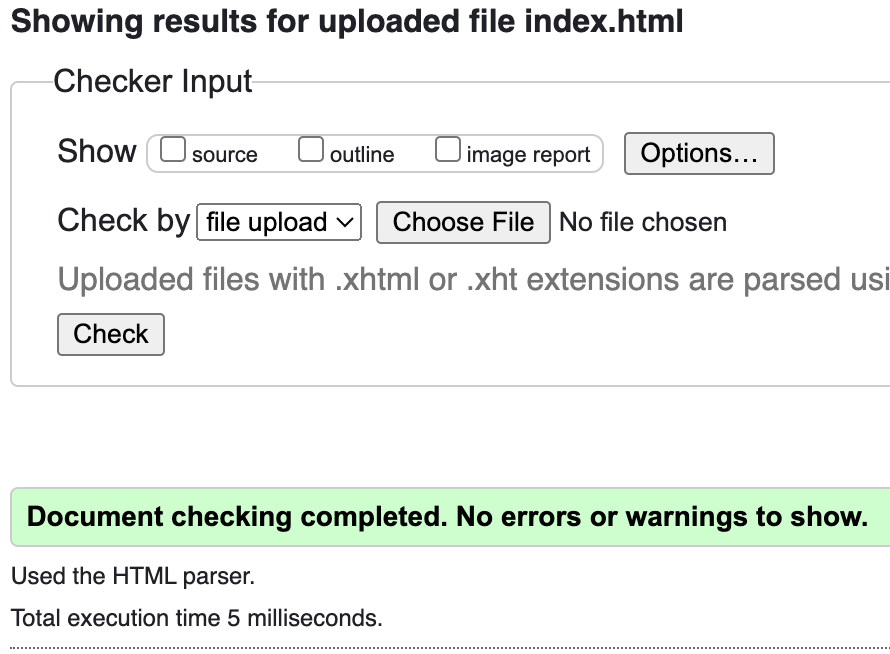 Showing results for uploaded file index.html
Checker Input
Show source outline image report Options...
Check by file upload Choose File No file chosen
Uploaded files with .xhtml or .xht extensions are parsed usi
Check
Document checking completed. No errors or warnings to show.
Used the HTML parser.
Total execution time 5 milliseconds.